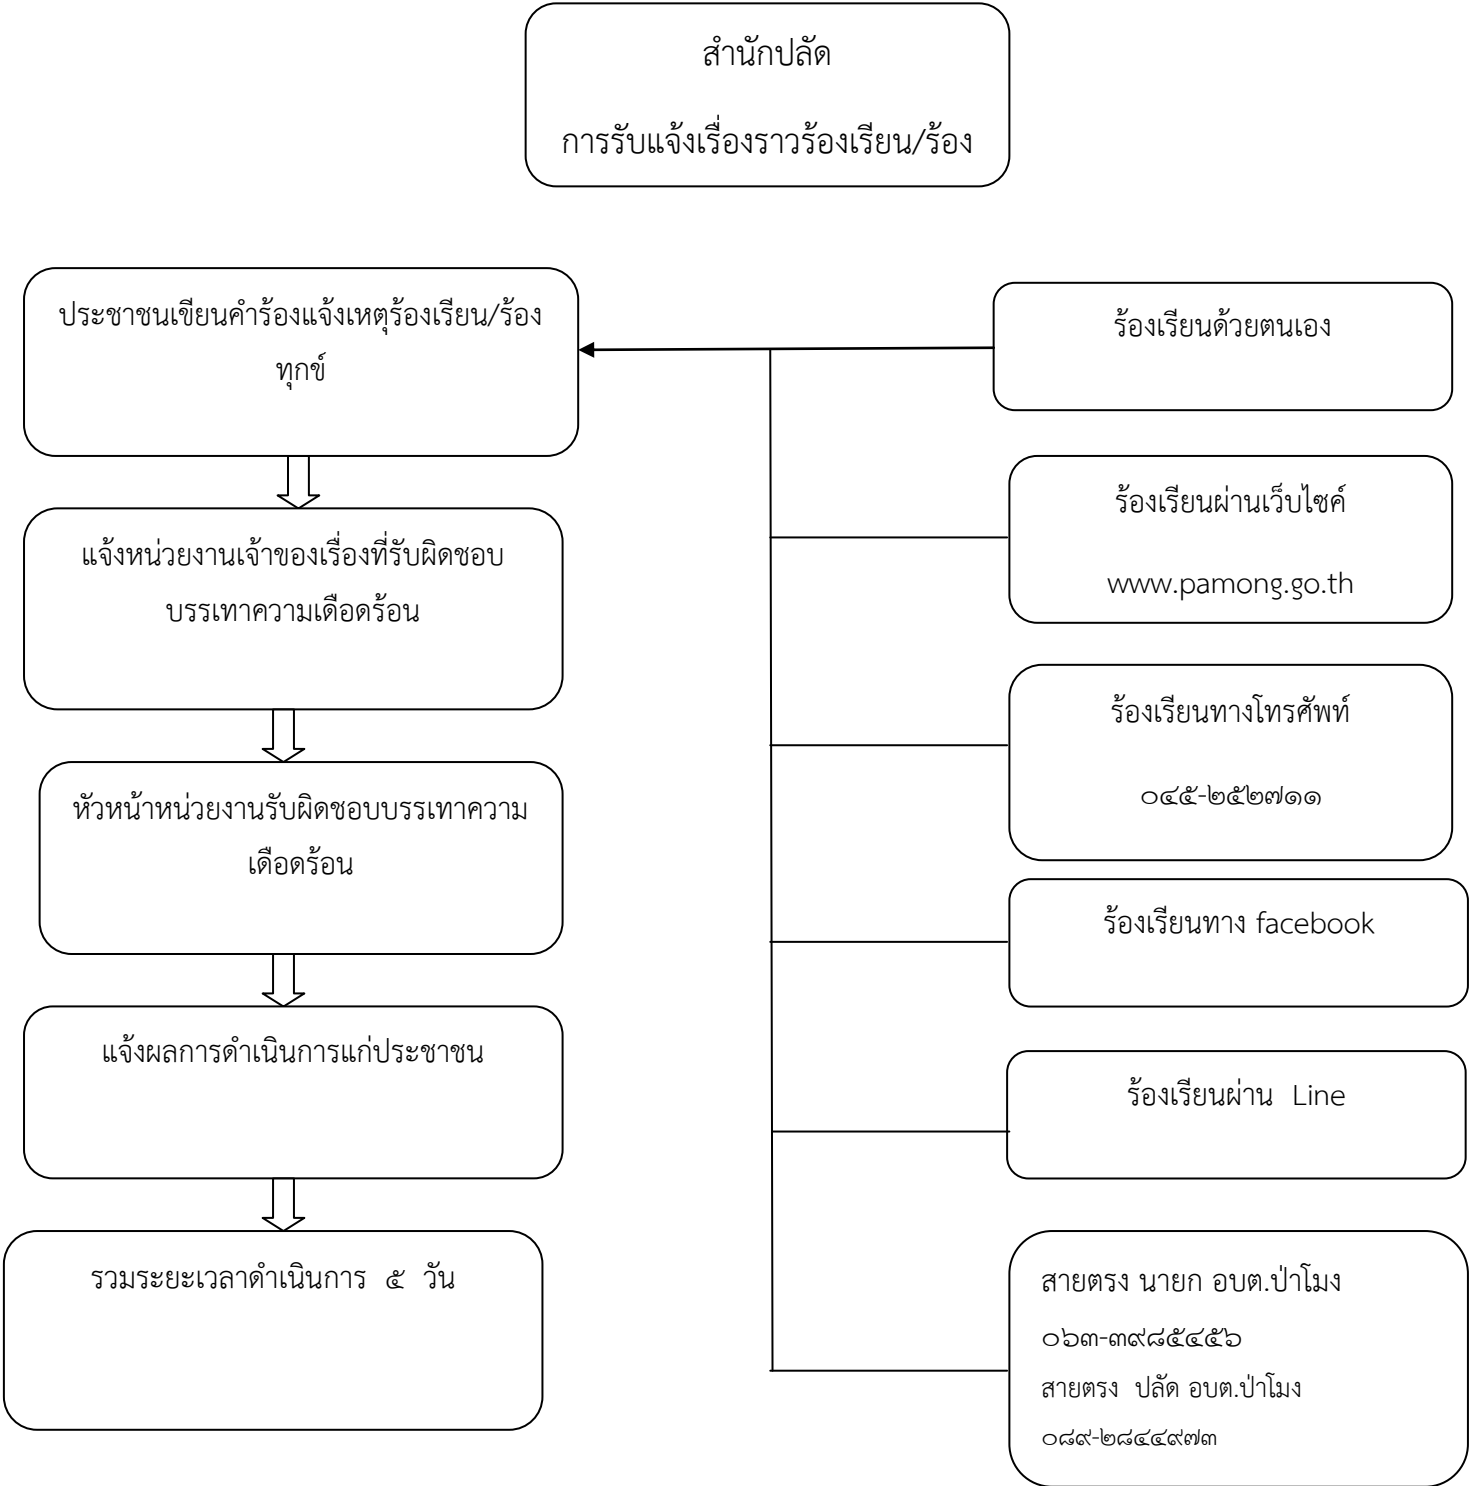 สำนักปลัด
การรับแจ้งเรื่องราวร้องเรียน/ร้อง
ประชาชนเขียนคำร้องแจ้งเหตุร้องเรียน/ร้อง
ทุกข์
แจ้งหน่วยงานเจ้าของเรื่องที่รับผิดชอบ
บรรเทาความเดือดร้อน
หัวหน้าหน่วยงานรับผิดชอบบรรเทาความ
เดือดร้อน
แจ้งผลการดำเนินการแก่ประชาชน
รวมระยะเวลาดำเนินการ ๕ วัน
ร้องเรียนด้วยตนเอง
ร้องเรียนผ่านเว็บไซค์
www.pamong.go.th
ร้องเรียนทางโทรศัพท์
๐๔๕-๒๕๒๗๑๑
ร้องเรียนทาง facebook
ร้องเรียนผ่าน Line
สายตรง นายก อบต.ป่าโมง
๐๖๓-๓๙๘๕๔๕๖
สายตรง ปลัด อบต.ป่าโมง
๐๘๙-๒๘๔๔๙๗๓